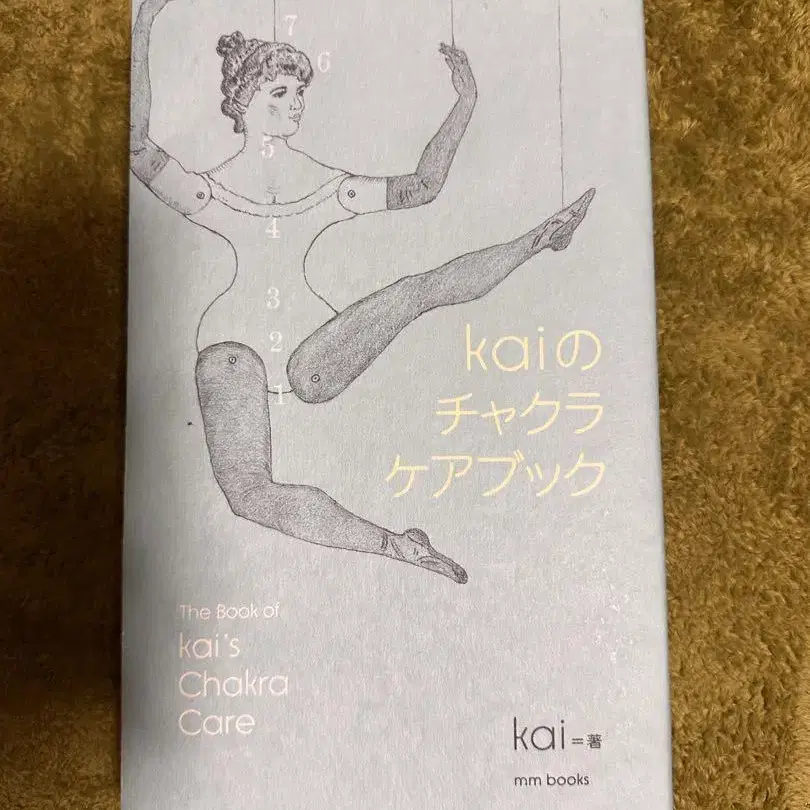 7
6
5
4
3
2
1
kaiの
チャクラ
ケアブック
The Book of
kai's
Chakra
Care
kai=著
mm books